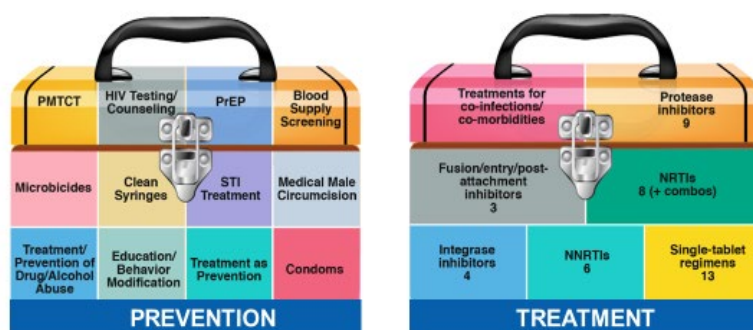 PMTCT
HIV Testing/
Counseling
PrEP
Blood
Supply
Screening
Microbicides
Clean
Syringes
STI
Treatment
Medical Male
Circumcision
Treatment/
Prevention of
Drug/Alcohol
Abuse
Education/
Behavior
Modification
Treatment as
Prevention
Condoms
PREVENTION
Treatments for
co-infections/
co-morbidities
Protease
inhibitors
9
Fusion/entry/post-
attachment
inhibitors
3
NRTIs
8 (+ combos)
Integrase
inhibitors
4
NNRTIs
6
Single-tablet
regimens
13
TREATMENT